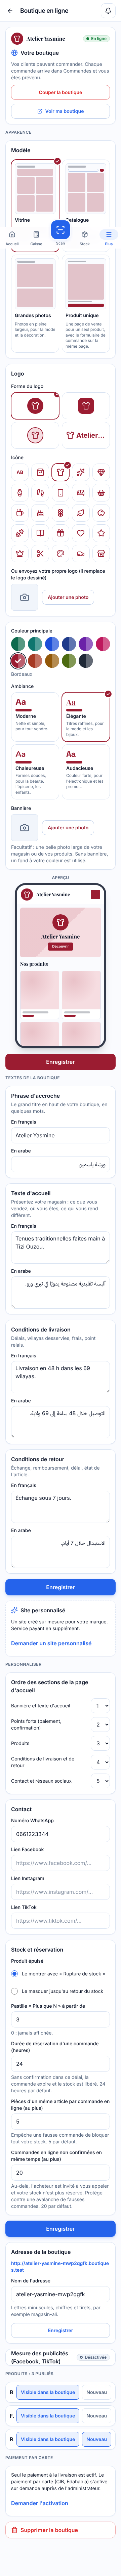 Boutique en ligne
Atelier Yasmine
En ligne
Votre boutique
Vos clients peuvent commander. Chaque
commande arrive dans Commandes et vous
êtes prévenu.
Couper la boutique
Voir ma boutique
APPARENCE
Modèle
Vitrine
Catalogue
Accueil
Caisse
Scan
Stock
Plus
Grandes photos
Photos en pleine
largeur, pour la mode
et la décoration.
Produit unique
Une page de vente
pour un seul produit,
avec le formulaire de
commande sur la
même page.
Logo
Forme du logo
Atelier...
Icône
AB
Ou envoyez votre propre logo (il remplace
le logo dessiné)
Ajouter une photo
Couleur principale
Bordeaux
Ambiance
Aa
Moderne
Nette et simple,
pour tout vendre.
Aa
Élégante
Titres raffinés, pour
la mode et les
bijoux.
Aa
Chaleureuse
Formes douces,
pour la beauté,
l'épicerie, les
enfants.
Aa
Audacieuse
Couleur forte, pour
l'électronique et les
promos.
Bannière
Ajouter une photo
Facultatif : une belle photo large de votre
magasin ou de vos produits. Sans bannière,
un fond à votre couleur est utilisé.
APERÇU
Atelier Yasmine
Atelier Yasmine
Découvrir
Nos produits
Enregistrer
TEXTES DE LA BOUTIQUE
Phrase d'accroche
Le grand titre en haut de votre boutique, en
quelques mots.
En français
Atelier Yasmine
En arabe
ورشة ياسمين
Texte d'accueil
Présentez votre magasin : ce que vous
vendez, où vous êtes, ce qui vous rend
différent.
En français
Tenues traditionnelles faites main à
Tizi Ouzou.
En arabe
ألبسة تقليدية مصنوعة يدويًا في تيزي وزو.
Conditions de livraison
Délais, wilayas desservies, frais, point
relais.
En français
Livraison en 48 h dans les 69
wilayas.
En arabe
التوصيل خلال 48 ساعة إلى 69 ولاية.
Conditions de retour
Échange, remboursement, délai, état de
l'article.
En français
Échange sous 7 jours.
En arabe
الاستبدال خلال 7 أيام.
Enregistrer
Site personnalisé
Un site créé sur mesure pour votre marque.
Service payant en supplément.
Demander un site personnalisé
PERSONNALISER
Ordre des sections de la page
d'accueil
Bannière et texte d'accueil 1
Points forts (paiement,
confirmation) 2
Produits 3
Conditions de livraison et de
retour 4
Contact et réseaux sociaux 5
Contact
Numéro WhatsApp
0661223344
Lien Facebook
https://www.facebook.com/...
Lien Instagram
https://www.instagram.com/...
Lien TikTok
https://www.tiktok.com/...
Stock et réservation
Produit épuisé
Le montrer avec « Rupture de stock »
Le masquer jusqu'au retour du stock
Pastille « Plus que N » à partir de
3
0 : jamais affichée.
Durée de réservation d'une commande
(heures)
24
Sans confirmation dans ce délai, la
commande expire et le stock est libéré. 24
heures par défaut.
Pièces d'un même article par commande en
ligne (au plus)
5
Empêche une fausse commande de bloquer
tout votre stock. 5 par défaut.
Commandes en ligne non confirmées en
même temps (au plus)
20
Au-delà, l'acheteur est invité à vous appeler
et votre stock n'est plus réservé. Protège
contre une avalanche de fausses
commandes. 20 par défaut.
Enregistrer
Adresse de la boutique
http://atelier-yasmine-mwp2qgfk.boutique
s.test
Nom de l'adresse
atelier-yasmine-mwp2qgfk
Lettres minuscules, chiffres et tirets, par
exemple magasin-ali.
Enregistrer
Mesure des publicités
(Facebook, TikTok)
Désactivée
PRODUITS · 3 PUBLIÉS
B Visible dans la boutique Nouveau
F. Visible dans la boutique Nouveau
R Visible dans la boutique Nouveau
PAIEMENT PAR CARTE
Seul le paiement à la livraison est actif. Le
paiement par carte (CIB, Edahabia) s'active
sur demande auprès de l'administrateur.
Demander l'activation
Supprimer la boutique